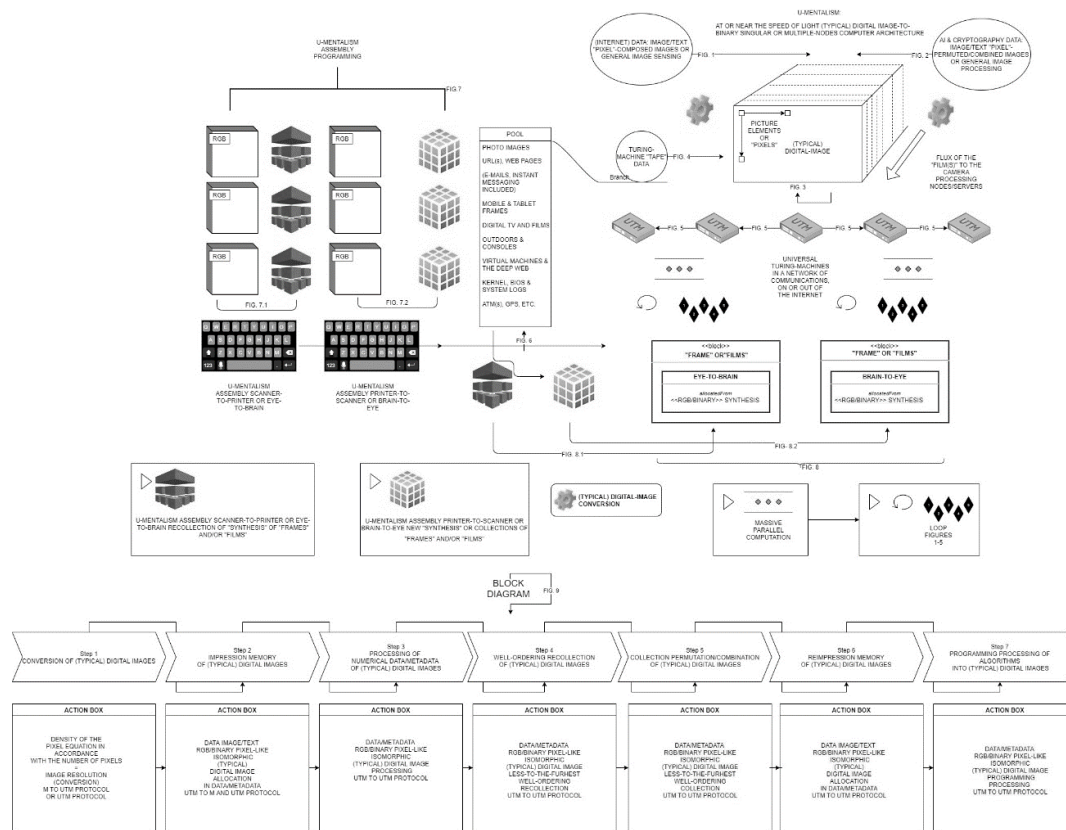 U-MENTALISM:
AT OR NEAR THE SPEED OF LIGHT (TYPICAL) DIGITAL IMAGE-TO-
BINARY SINGULAR OR MULTIPLE-NODES COMPUTER ARCHITECTURE
U-MENTALISM
ASSEMBLY
PROGRAMMING
FIG.7
RGB
RGB
RGB
RGB
RGB
RGB
FIG. 7.1
FIG. 7.2
Q W E R T Y U I O P
A S D F G H J K L
Z X C V B N M
123
Q W E R T Y U I O P
A S D F G H J K L
Z X C V B N M
123
U-MENTALISM
ASSEMBLY SCANNER-
TO-PRINTER OR EYE-
TO-BRAIN
U-MENTALISM
ASSEMBLY PRINTER-TO-
SCANNER OR BRAIN-TO-
EYE
POOL
PHOTO IMAGES
URL(s), WEB PAGES
(E-MAILS, INSTANT
MESSAGING
INCLUDED)
MOBILE & TABLET
FRAMES
DIGITAL TV AND FILMS
OUTDOORS &
CONSOLES
VIRTUAL MACHINES &
THE DEEP WEB
KERNEL, BIOS &
SYSTEM LOGS
ATM(s), GPS, ETC.
FIG. 6
(INTERNET) DATA: IMAGE/TEXT
"PIXEL"-COMPOSED IMAGES OR
GENERAL IMAGE SENSING
FIG. 1
FIG. 2
AI & CRYPTOGRAPHY DATA:
IMAGE/TEXT "PIXEL"-
PERMUTED/COMBINED IMAGES
OR GENERAL IMAGE
PROCESSING
TURING-
MACHINE "TAPE"
DATA
Branch
FIG. 4
PICTURE
ELEMENTS
OR
"PIXELS"
(TYPICAL)
DIGITAL-IMAGE
FIG. 3
FLUX OF THE
"FILM(S)" TO THE
CAMERA
PROCESSING
NODES/SERVERS
UTM
FIG. 5
UTM
FIG. 5
UTM
FIG. 5
UTM
FIG. 5
UTM
UNIVERSAL
TURING-MACHINES
IN A NETWORK OF
COMMUNICATIONS,
ON OR OUT OF
THE INTERNET
<<block>>
"FRAME" OR"FILMS"
EYE-TO-BRAIN
allocatedFrom
<<RGB/BINARY>> SYNTHESIS
<<block>>
"FRAME" OR "FILMS"
BRAIN-TO-EYE
allocatedFrom
<<RGB/BINARY>> SYNTHESIS
FIG. 8.1
FIG. 8.2
FIG. 8
U-MENTALISM ASSEMBLY SCANNER-TO-PRINTER OR EYE-
TO-BRAIN RECOLLECTION OF "SYNTHESIS" OF "FRAMES"
AND/OR "FILMS"
U-MENTALISM ASSEMBLY PRINTER-TO-SCANNER OR
BRAIN-TO-EYE NEW "SYNTHESIS" OR COLLECTIONS OF
"FRAMES" AND/OR "FILMS"
(TYPICAL) DIGITAL-IMAGE
CONVERSION
MASSIVE
PARALLEL
COMPUTATION
LOOP
FIGURES
1-5
BLOCK
DIAGRAM
FIG. 9
Step 1
CONVERSION OF (TYPICAL) DIGITAL IMAGES
Step 2
IMPRESSION MEMORY
OF (TYPICAL) DIGITAL IMAGES
Step 3
PROCESSING OF
NUMERICAL DATA/METADATA
OF (TYPICAL) DIGITAL IMAGES
Step 4
WELL-ORDERING RECOLLECTION
OF (TYPICAL) DIGITAL IMAGES
Step 5
COLLECTION PERMUTATION/COMBINATION
OF (TYPICAL) DIGITAL IMAGES
Step 6
REIMPRESSION MEMORY
OF (TYPICAL) DIGITAL IMAGES
Step 7
PROGRAMMING PROCESSING OF
ALGORITHMS
INTO (TYPICAL) DIGITAL IMAGES
ACTION BOX
DENSITY OF THE
PIXEL EQUATION IN
ACCORDANCE
WITH THE NUMBER OF PIXELS
+
IMAGE RESOLUTION
(CONVERSION)
M TO UTM PROTOCOL
OR UTM PROTOCOL
ACTION BOX
DATA IMAGE/TEXT
RGB/BINARY PIXEL-LIKE
ISOMORPHIC
(TYPICAL)
DIGITAL IMAGE
ALLOCATION
IN DATA/METADATA
UTM TO M AND UTM PROTOCOL
ACTION BOX
DATA/METADATA
RGB/BINARY PIXEL-LIKE
ISOMORPHIC
(TYPICAL) DIGITAL IMAGE
PROCESSING
UTM TO UTM PROTOCOL
ACTION BOX
DATA/METADATA
RGB/BINARY PIXEL-LIKE
ISOMORPHIC
(TYPICAL) DIGITAL IMAGE
LESS-TO-THE-FURHEST
WELL-ORDERING
RECOLLECTION
UTM TO UTM PROTOCOL
ACTION BOX
DATA/METADATA
RGB/BINARY PIXEL-LIKE
ISOMORPHIC
(TYPICAL) DIGITAL IMAGE
LESS-TO-THE-FURHEST
WELL-ORDERING
COLLECTION
UTM TO UTM PROTOCOL
ACTION BOX
DATA IMAGE/TEXT
RGB/BINARY PIXEL-LIKE
ISOMORPHIC
(TYPICAL)
DIGITAL IMAGE
ALLOCATION
IN DATA/METADATA
UTM TO UTM PROTOCOL
ACTION BOX
DATA/METADATA
RGB/BINARY PIXEL-LIKE
ISOMORPHIC
(TYPICAL) DIGITAL IMAGE
PROGRAMMING
PROCESSING
UTM TO UTM PROTOCOL